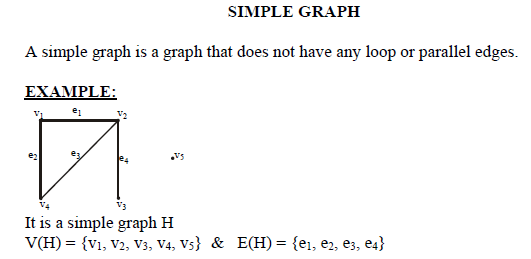 SIMPLE GRAPH
A simple graph is a graph that does not have any loop or parallel edges.
EXAMPLE:
v1 e1 v2
e2 e3 e4 v5
v4 v3
It is a simple graph H
V(H) = {v1, v2, v3, v4, v5} & E(H) = {e1, e2, e3, e4}